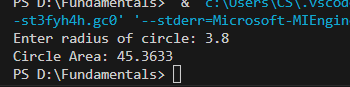 PS D:\Fundamentals> & 'c:\Users\CS\.vscod
-st3fyh4h.gc0' '--stderr=Microsoft-MIEngin
Enter radius of circle: 3.8
Circle Area: 45.3633
PS D:\Fundamentals>